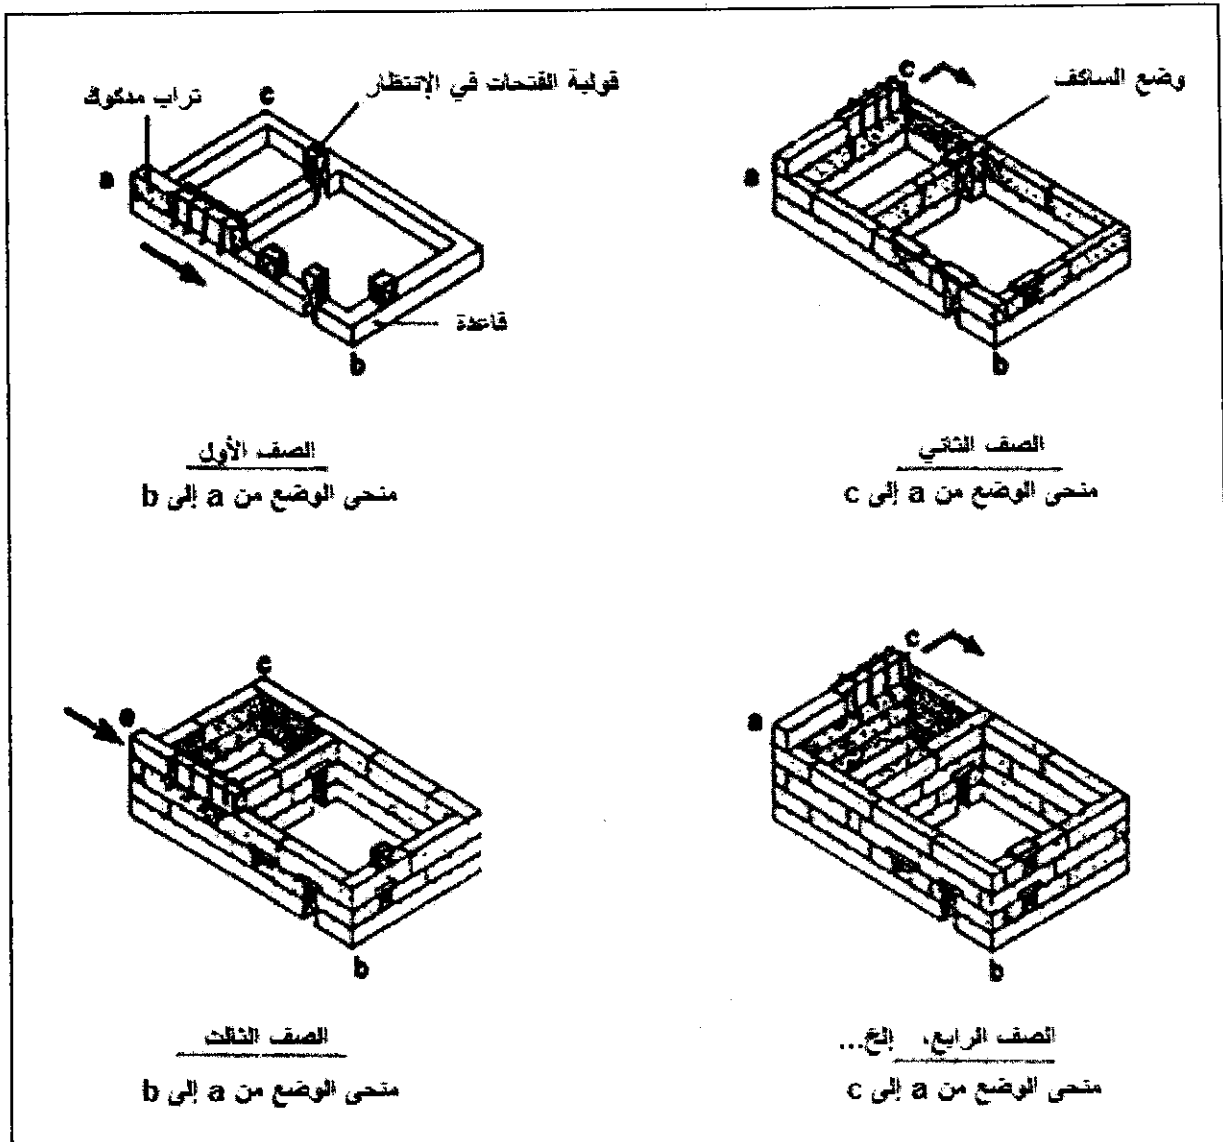 قولبة الفتحات في الإنتظار
تراب مدكوك
c
a
قاعدة
b
الصف الأول
منحى الوضع من a إلى b
وضع الساكف
c
a
b
الصف الثاني
منحى الوضع من a إلى c
c
a
b
الصف الثالث
منحى الوضع من a إلى b
c
a
b
الصف الرابع، إلخ...
منحى الوضع من a إلى c